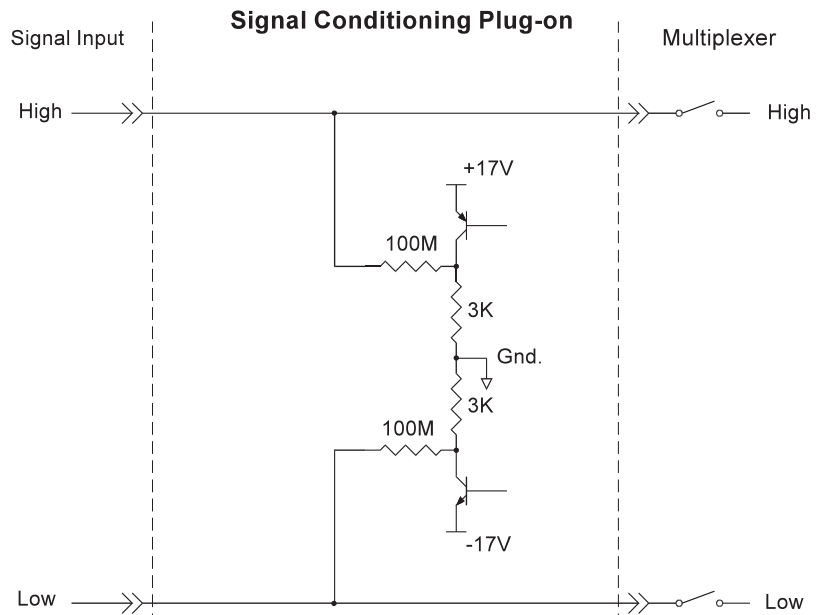 Signal Conditioning Plug-on
Signal Input
Multiplexer
High
High
+17V
100M
3K
Gnd.
3K
100M
-17V
Low
Low